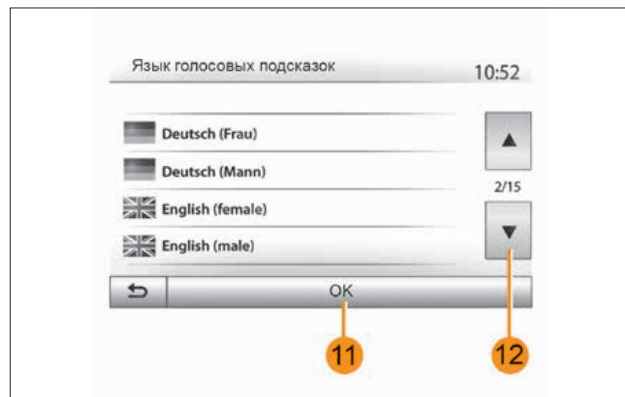 Язык голосовых подсказок
10:52
Deutsch (Frau)
Deutsch (Mann)
2/15
English (female)
English (male)
OK
11
12